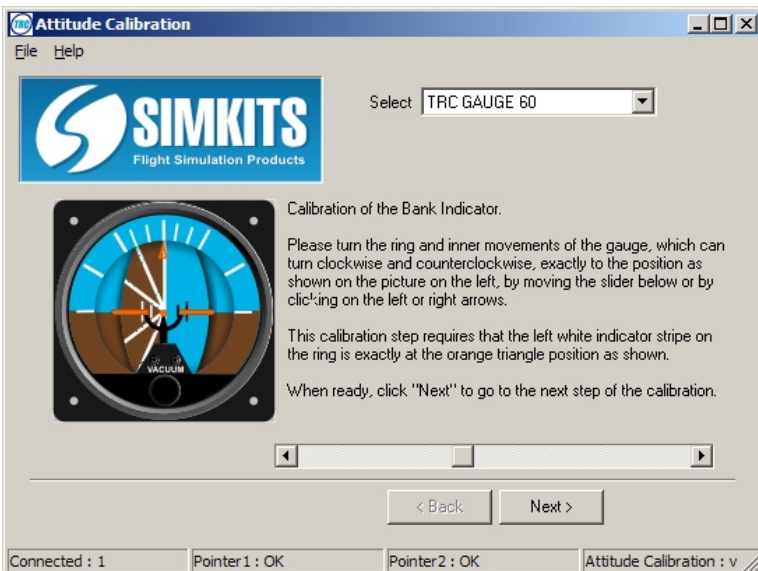 TRC Attitude Calibration
File Help
SIMKITS
Flight Simulation Products
Select TRC GAUGE 60
Calibration of the Bank Indicator.
Please turn the ring and inner movements of the gauge, which can
turn clockwise and counterclockwise, exactly to the position as
shown on the picture on the left, by moving the slider below or by
clicking on the left or right arrows.
This calibration step requires that the left white indicator stripe on
the ring is exactly at the orange triangle position as shown.
When ready, click "Next" to go to the next step of the calibration.
VACUUM
< Back
Next >
Connected : 1
Pointer1 : OK
Pointer2 : OK
Attitude Calibration : v